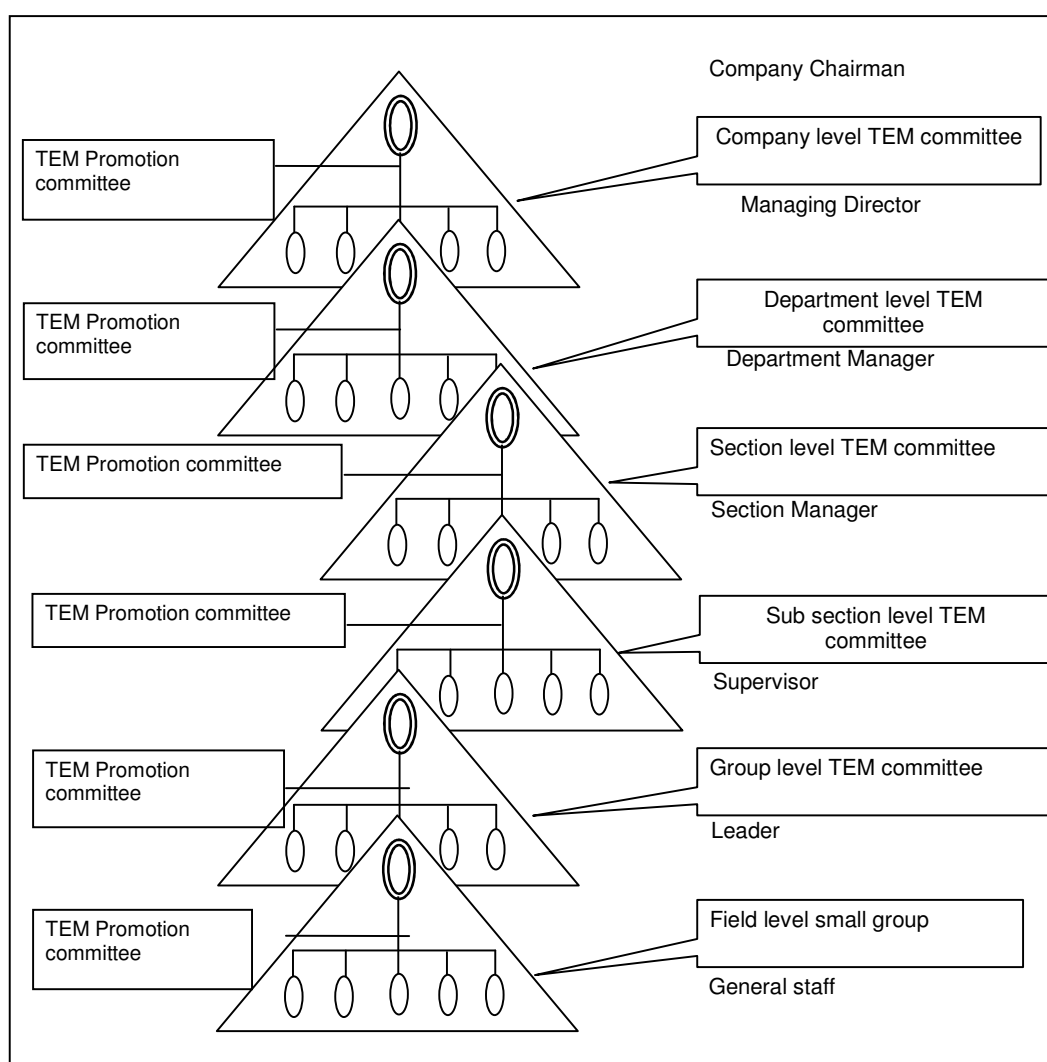 Company Chairman
TEM Promotion
committee
Company level TEM committee
Managing Director
TEM Promotion
committee
Department level TEM
committee
Department Manager
TEM Promotion committee
Section level TEM committee
Section Manager
TEM Promotion committee
Sub section level TEM
committee
Supervisor
TEM Promotion
committee
Group level TEM committee
Leader
TEM Promotion
committee
Field level small group
General staff